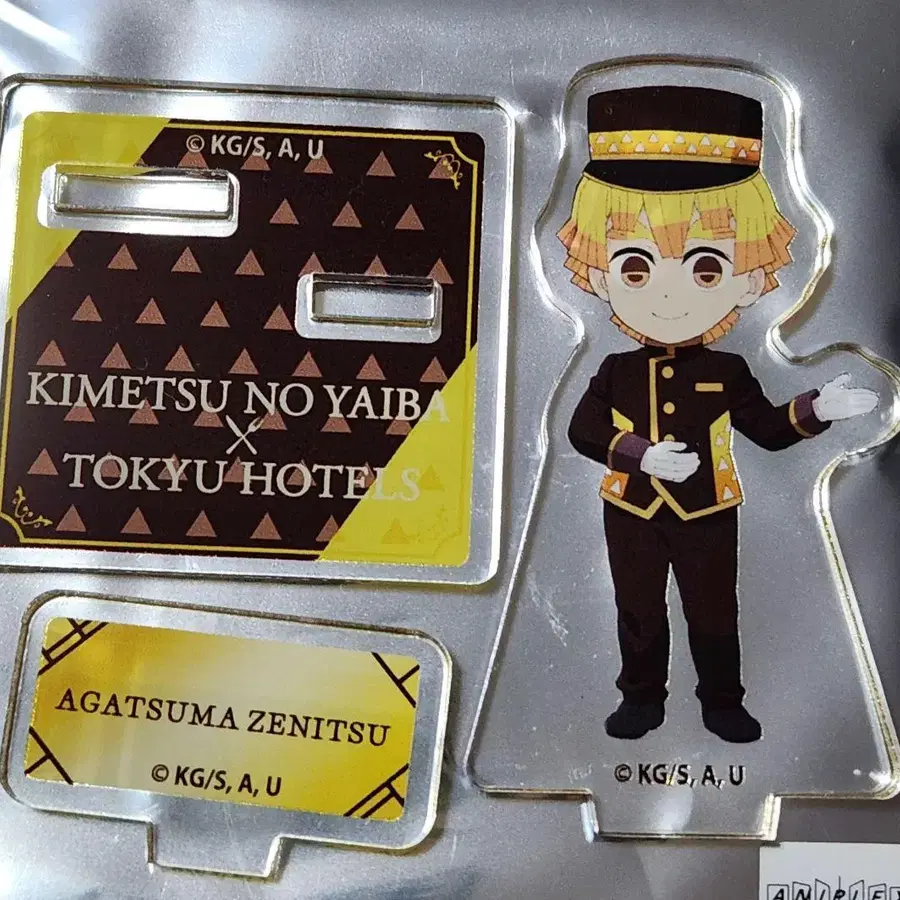 © KG/S, A, U
KIMETSU NO YAIBA
×
TOKYU HOTELS
AGATSUMA ZENITSU
© KG/S, A, U
© KG/S, A, U